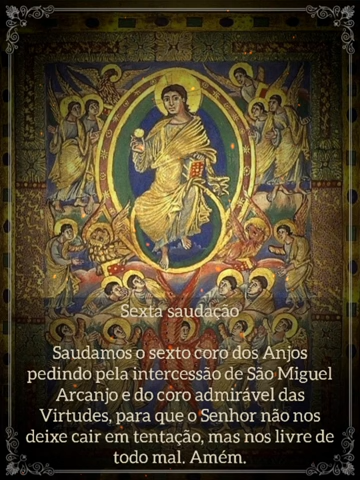 Sexta saudação
Saudamos o sexto coro dos Anjos
pedindo pela intercessão de São Miguel
Arcanjo e do coro admirável das
Virtudes, para que o Senhor não nos
deixe cair em tentação, mas nos livre de
todo mal. Amém.